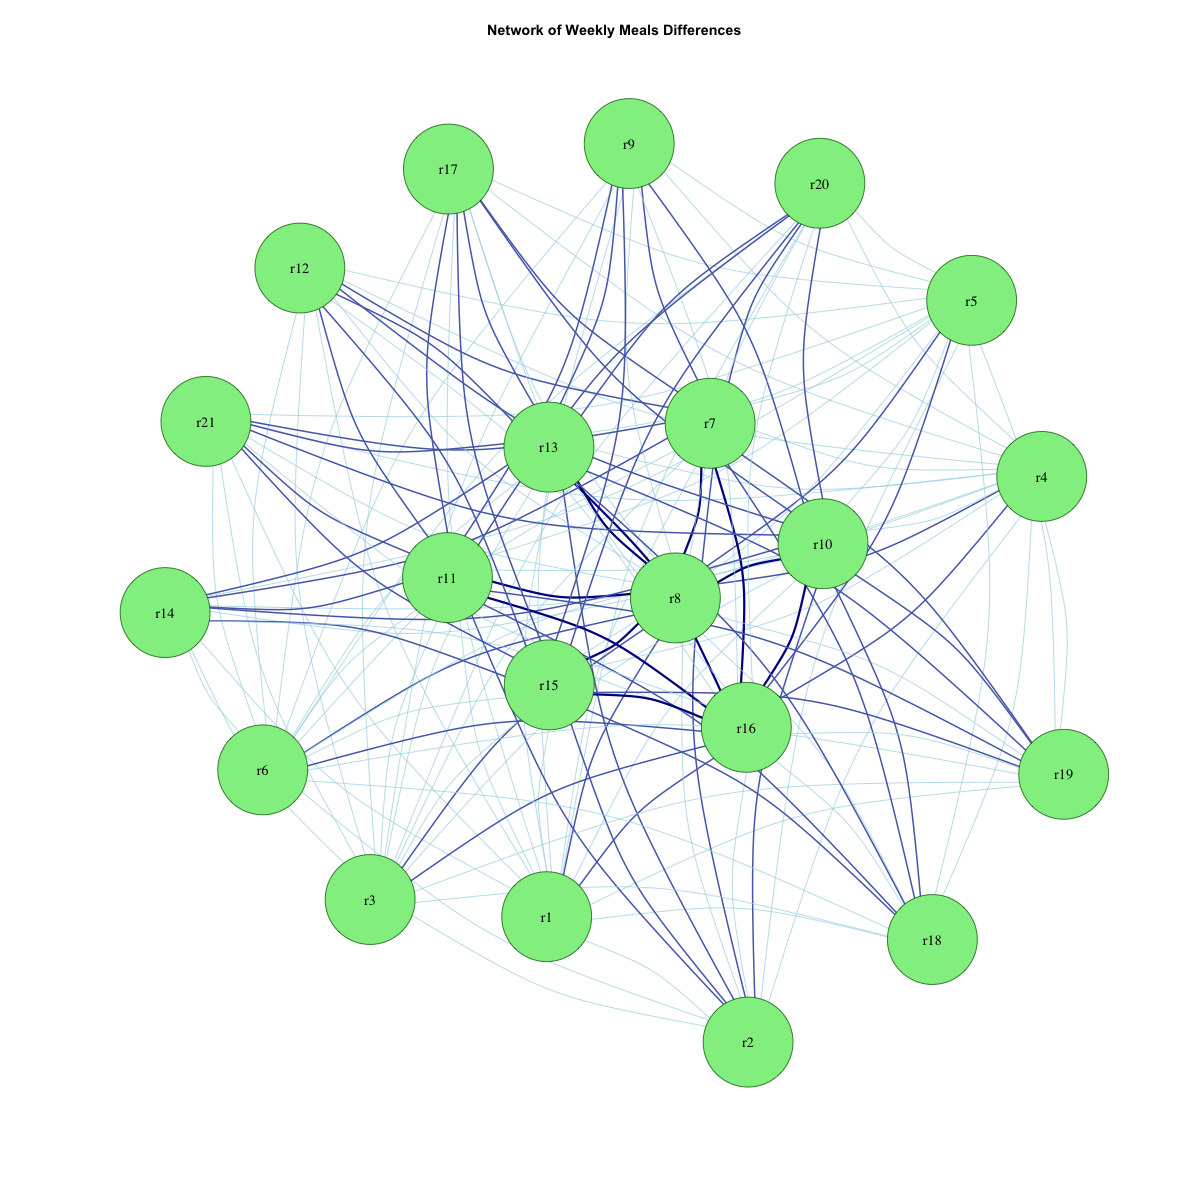 Network of Weekly Meals Differences
r9
r17
r20
r12
r5
r21
r7
r13
r4
r10
r11
r8
r14
r15
r16
r6
r19
r3
r1
r18
r2